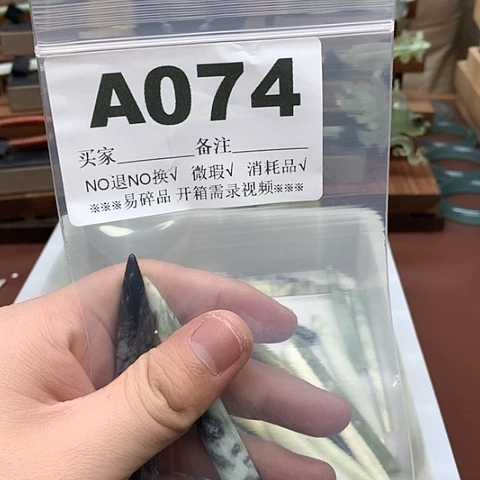 A074
买家________备注________
NO退NO换√ 微瑕√ 消耗品√
※※※易碎品 开箱需录视频※※※